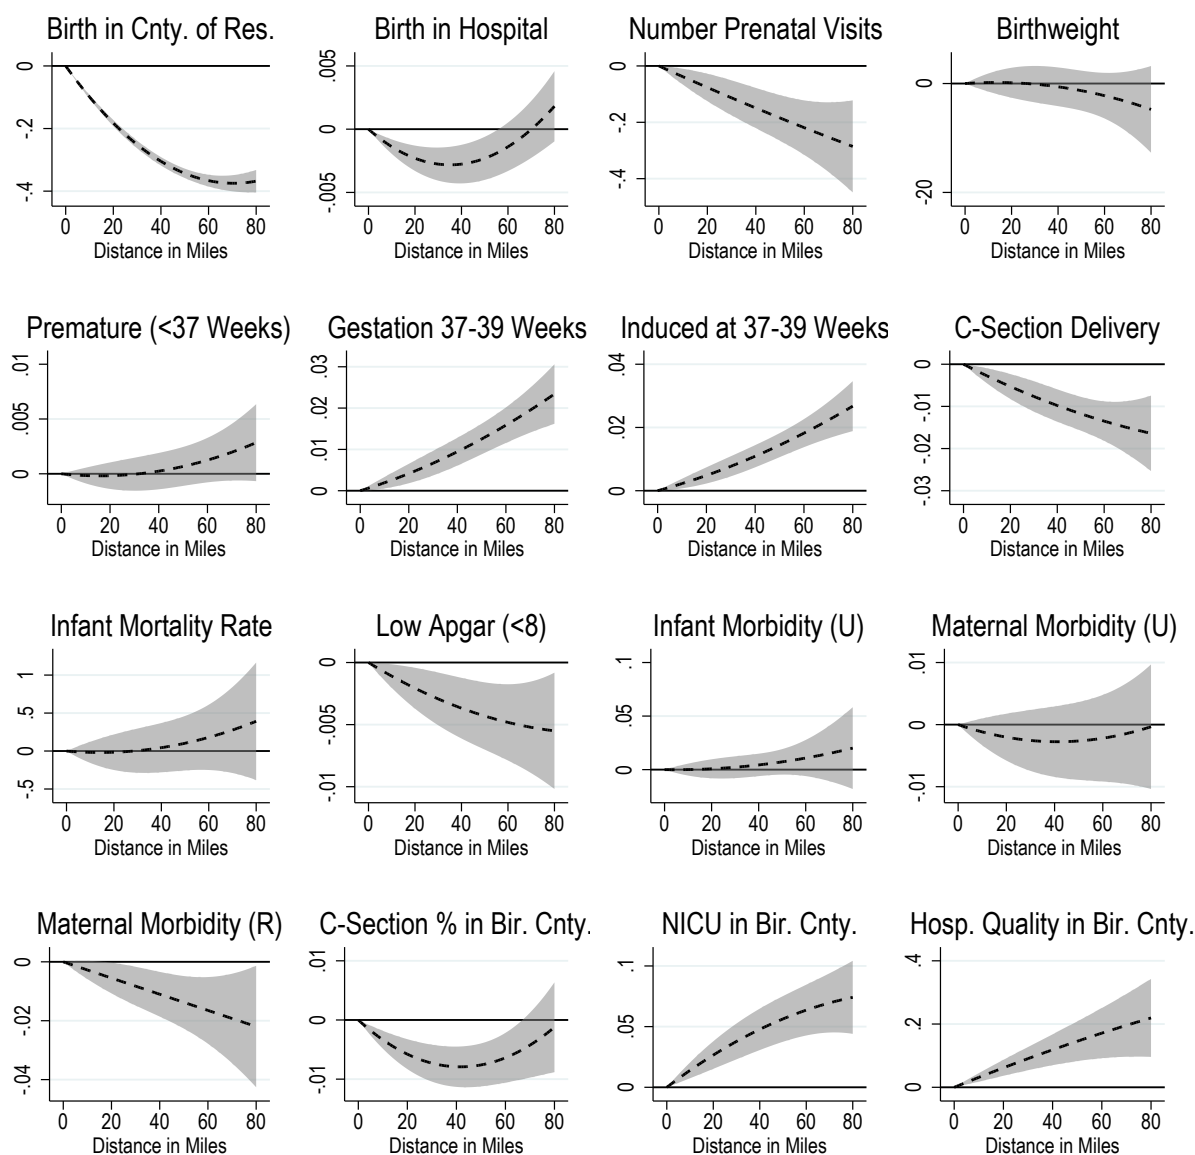 Birth in Cnty. of Res.
0
-.2
-.4
0 20 40 60 80
Distance in Miles
Birth in Hospital
.005
0
-.005
0 20 40 60 80
Distance in Miles
Number Prenatal Visits
0
-.2
-.4
0 20 40 60 80
Distance in Miles
Birthweight
0
-20
0 20 40 60 80
Distance in Miles
Premature (<37 Weeks)
.01
.005
0
0 20 40 60 80
Distance in Miles
Gestation 37-39 Weeks
.03
.02
.01
0
0 20 40 60 80
Distance in Miles
Induced at 37-39 Weeks
.04
.02
0
0 20 40 60 80
Distance in Miles
C-Section Delivery
0
-.01
-.02
-.03
0 20 40 60 80
Distance in Miles
Infant Mortality Rate
1
.5
0
-.5
0 20 40 60 80
Distance in Miles
Low Apgar (<8)
0
-.005
-.01
0 20 40 60 80
Distance in Miles
Infant Morbidity (U)
.1
.05
0
0 20 40 60 80
Distance in Miles
Maternal Morbidity (U)
.01
0
-.01
0 20 40 60 80
Distance in Miles
Maternal Morbidity (R)
0
-.02
-.04
0 20 40 60 80
Distance in Miles
C-Section % in Bir. Cnty.
.01
0
-.01
0 20 40 60 80
Distance in Miles
NICU in Bir. Cnty.
.1
.05
0
0 20 40 60 80
Distance in Miles
Hosp. Quality in Bir. Cnty.
.4
.2
0
0 20 40 60 80
Distance in Miles